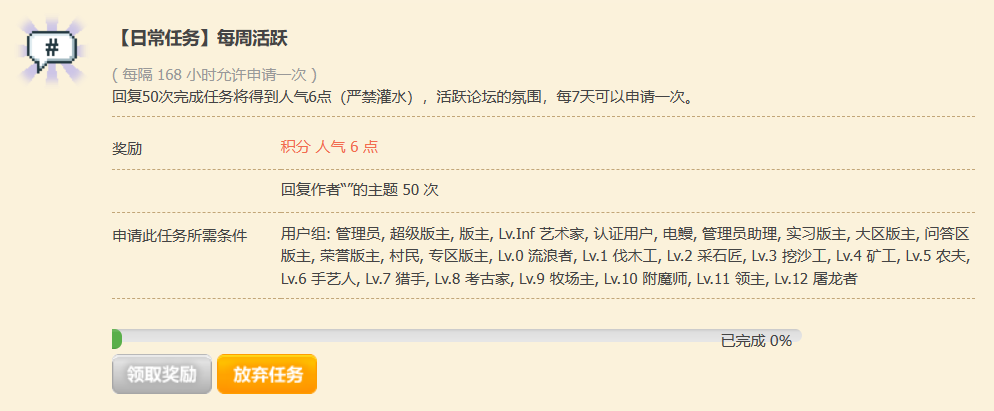 #
【日常任务】每周活跃
( 每隔 168 小时允许申请一次 )
回复50次完成任务将得到人气6点（严禁灌水），活跃论坛的氛围，每7天可以申请一次。
奖励
积分 人气 6 点
回复作者“”的主题 50 次
申请此任务所需条件
用户组: 管理员, 超级版主, 版主, Lv.Inf 艺术家, 认证用户, 电鳗, 管理员助理, 实习版主, 大区版主, 问答区
版主, 荣誉版主, 村民, 专区版主, Lv.0 流浪者, Lv.1 伐木工, Lv.2 采石匠, Lv.3 挖沙工, Lv.4 矿工, Lv.5 农夫,
Lv.6 手艺人, Lv.7 猎手, Lv.8 考古家, Lv.9 牧场主, Lv.10 附魔师, Lv.11 领主, Lv.12 屠龙者
已完成 0%
领取奖励
放弃任务